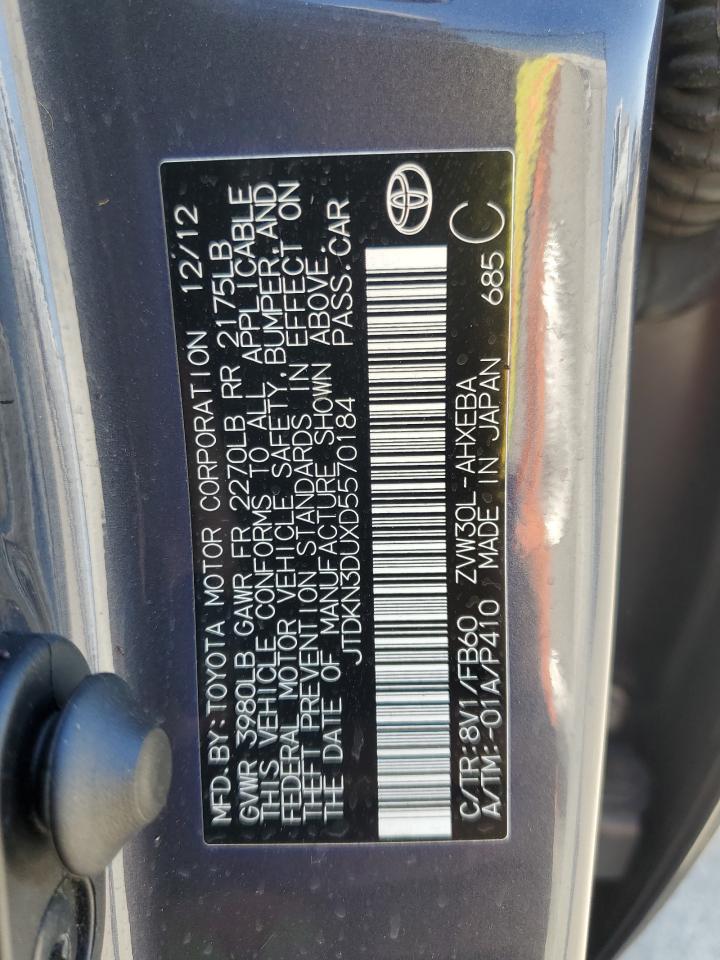 MFD. BY: TOYOTA MOTOR CORPORATION 12/12
GVWR 3980LB GAWR FR 2270LB RR 2175LB
THIS VEHICLE CONFORMS TO ALL APPLICABLE
FEDERAL MOTOR VEHICLE SAFETY, BUMPER, AND
THEFT PREVENTION STANDARDS IN EFFECT ON
THE DATE OF MANUFACTURE SHOWN ABOVE.
JTDKN3DUXD5570184 PASS. CAR
C/TR: 8V1/FB60 ZVW30L-AHXEBA
A/TM: -01A/P410 MADE IN JAPAN 685 C